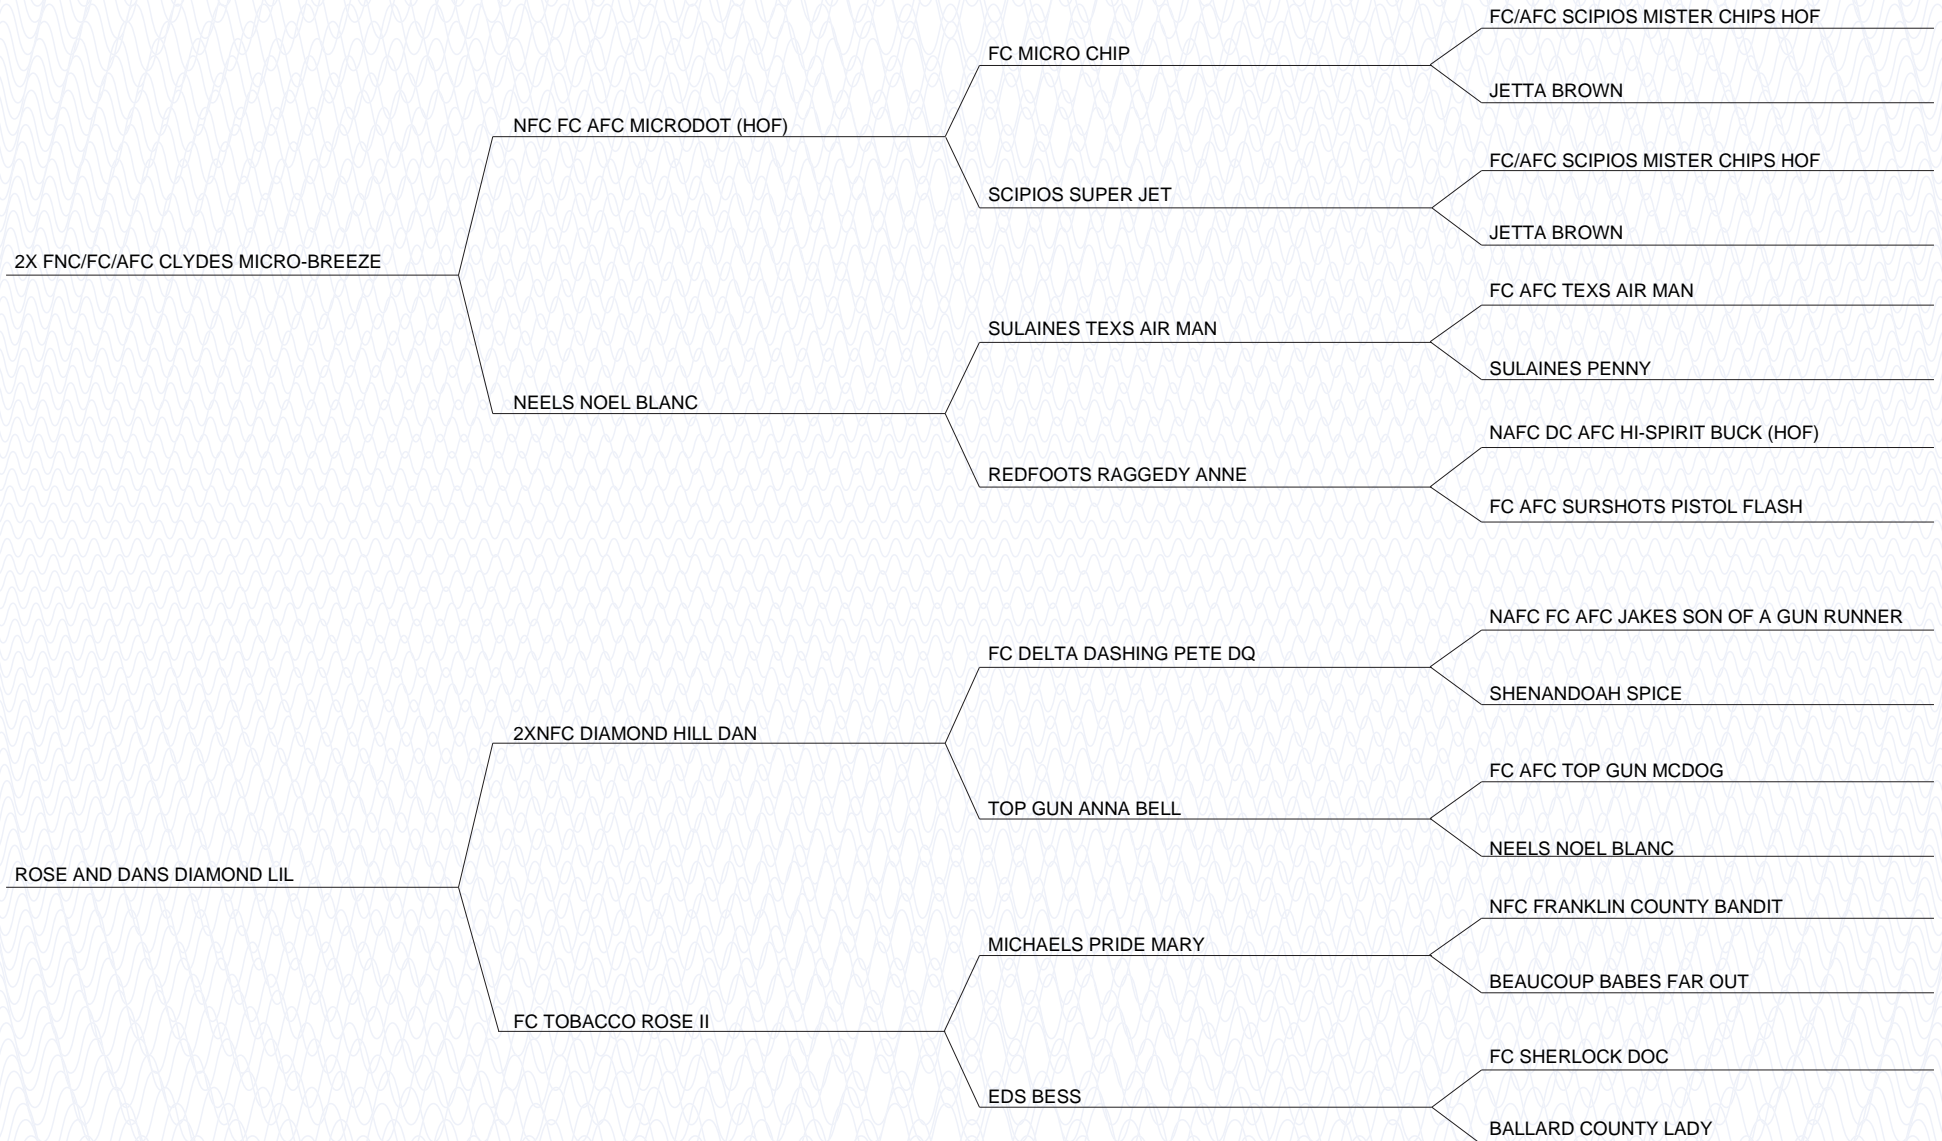 FC/AFC SCIPIOS MISTER CHIPS HOF
FC MICRO CHIP
JETTA BROWN
NFC FC AFC MICRODOT (HOF)
FC/AFC SCIPIOS MISTER CHIPS HOF
SCIPIOS SUPER JET
JETTA BROWN
2X FNC/FC/AFC CLYDES MICRO-BREEZE
FC AFC TEXS AIR MAN
SULAINES TEXS AIR MAN
SULAINES PENNY
NEELS NOEL BLANC
NAFC DC AFC HI-SPIRIT BUCK (HOF)
REDFOOTS RAGGEDY ANNE
FC AFC SURSHOTS PISTOL FLASH
NAFC FC AFC JAKES SON OF A GUN RUNNER
FC DELTA DASHING PETE DQ
SHENANDOAH SPICE
2XNFC DIAMOND HILL DAN
FC AFC TOP GUN MCDOG
TOP GUN ANNA BELL
NEELS NOEL BLANC
ROSE AND DANS DIAMOND LIL
NFC FRANKLIN COUNTY BANDIT
MICHAELS PRIDE MARY
BEAUCOUP BABES FAR OUT
FC TOBACCO ROSE II
FC SHERLOCK DOC
EDS BESS
BALLARD COUNTY LADY